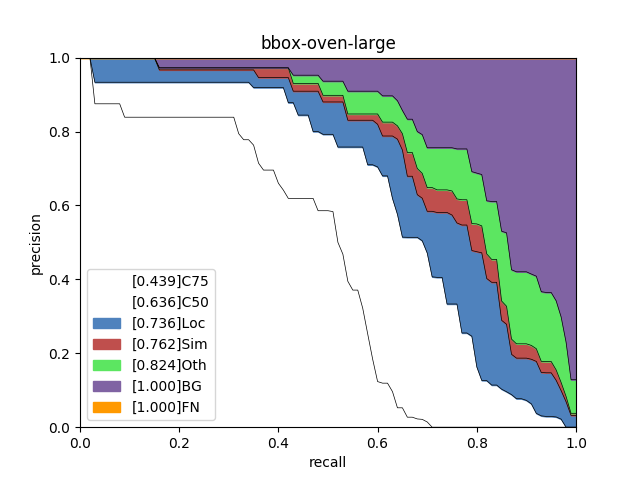 bbox-oven-large
precision
1.0
0.8
0.6
0.4
0.2
0.0
[0.439]C75
[0.636]C50
[0.736]Loc
[0.762]Sim
[0.824]Oth
[1.000]BG
[1.000]FN
0.0 0.2 0.4 0.6 0.8 1.0
recall